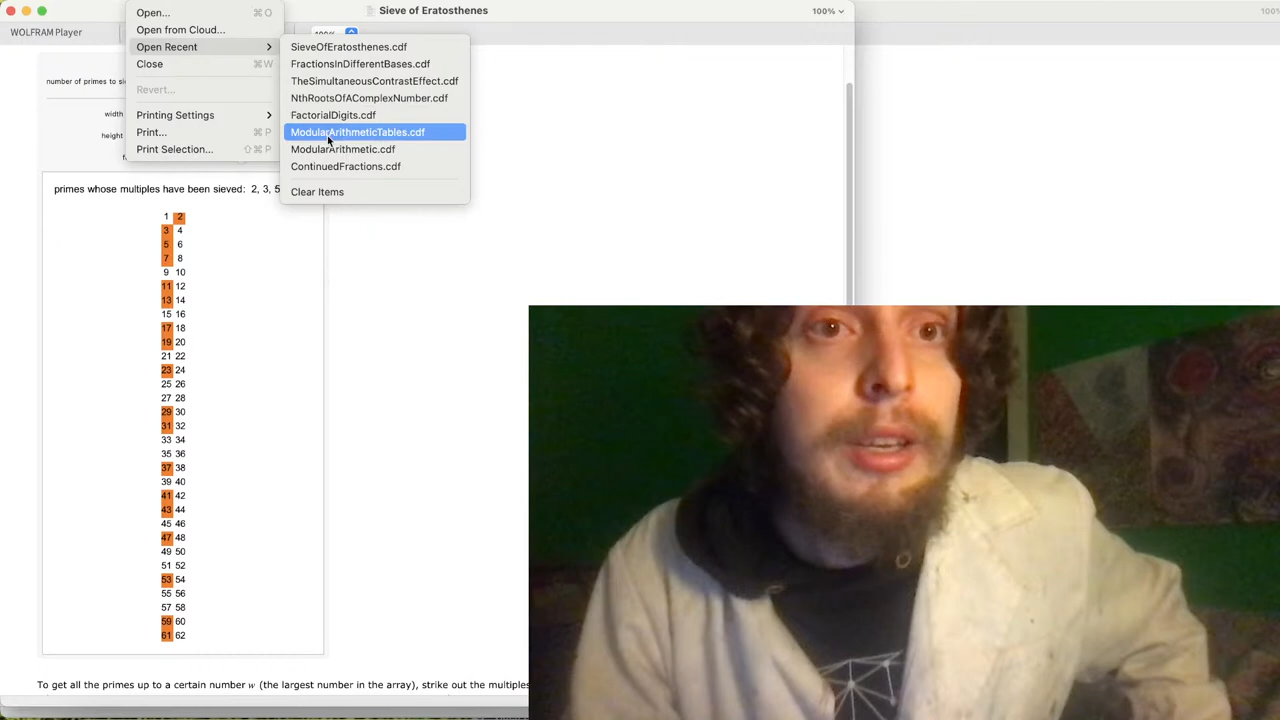 Open... ⌘O
Sieve of Eratosthenes
100%
100%
Open from Cloud...
WOLFRAM Player
100%
Open Recent
SieveOfEratosthenes.cdf
Close ⌘W
FractionsInDifferentBases.cdf
number of primes to si
TheSimultaneousContrastEffect.cdf
Revert...
NthRootsOfAComplexNumber.cdf
width
Printing Settings
FactorialDigits.cdf
height
Print... ⌘P
ModularArithmeticTables.cdf
Print Selection... ⇧⌘P
ModularArithmetic.cdf
f
ContinuedFractions.cdf
primes whose multiples have been sieved: 2, 3, 5
Clear Items
1 2
3 4
5 6
7 8
9 10
11 12
13 14
15 16
17 18
19 20
21 22
23 24
25 26
27 28
29 30
31 32
33 34
35 36
37 38
39 40
41 42
43 44
45 46
47 48
49 50
51 52
53 54
55 56
57 58
59 60
61 62
To get all the primes up to a certain number w (the largest number in the array), strike out the multiples